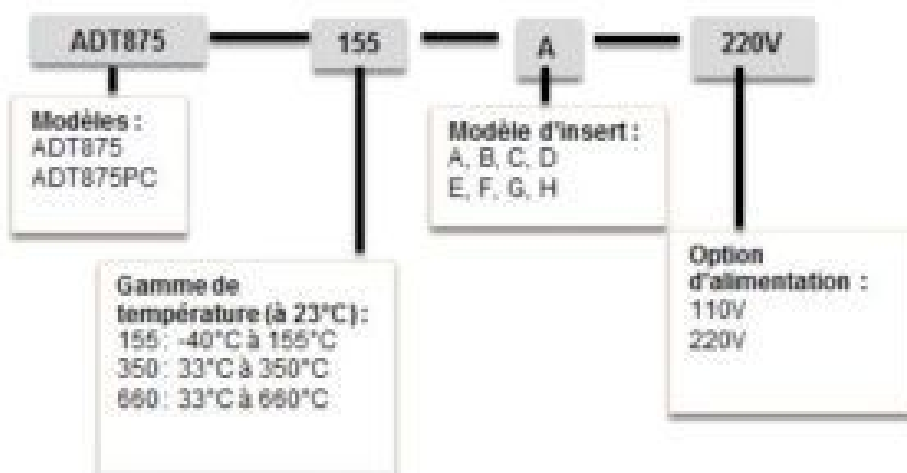 ADT875 155 A 220V
Modèles :
ADT875
ADT875PC
Modèle d'insert :
A, B, C, D
E, F, G, H
Gamme de
température (à 23°C) :
155 : -40°C à 155°C
350 : 33°C à 350°C
660 : 33°C à 660°C
Option
d'alimentation :
110V
220V